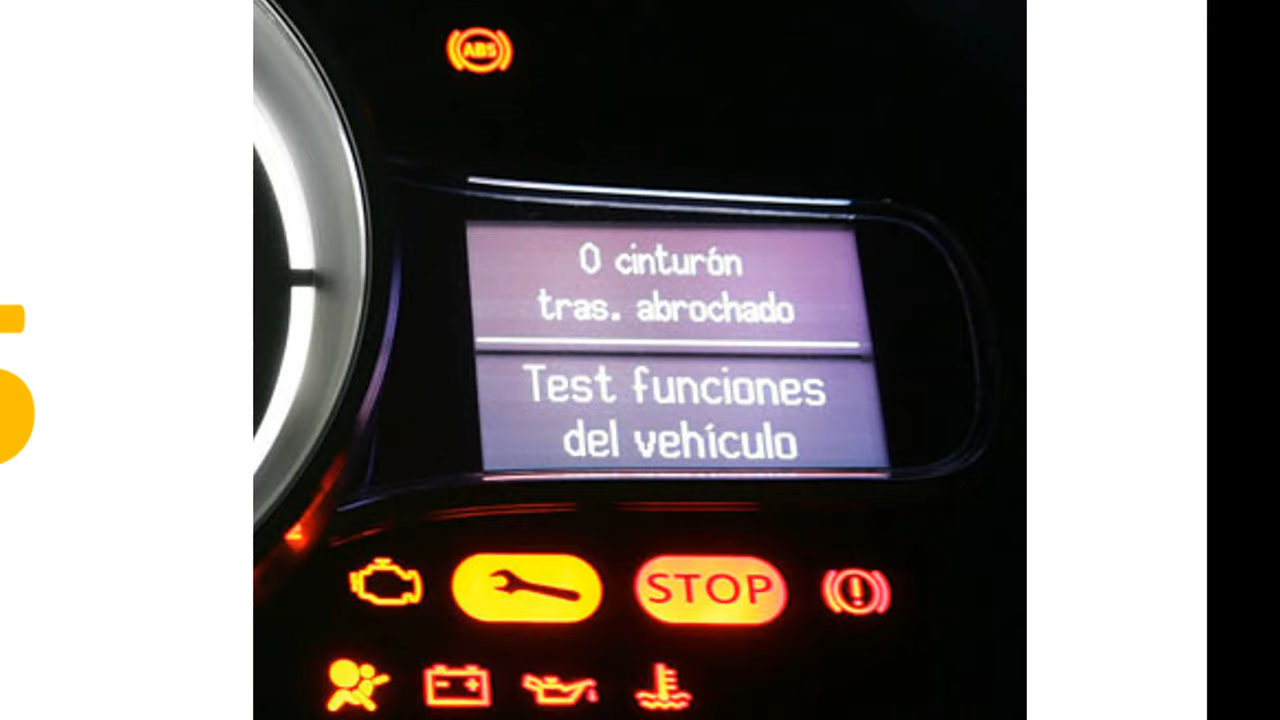 ABS
0 cinturón
tras. abrochado
Test funciones
del vehículo
STOP